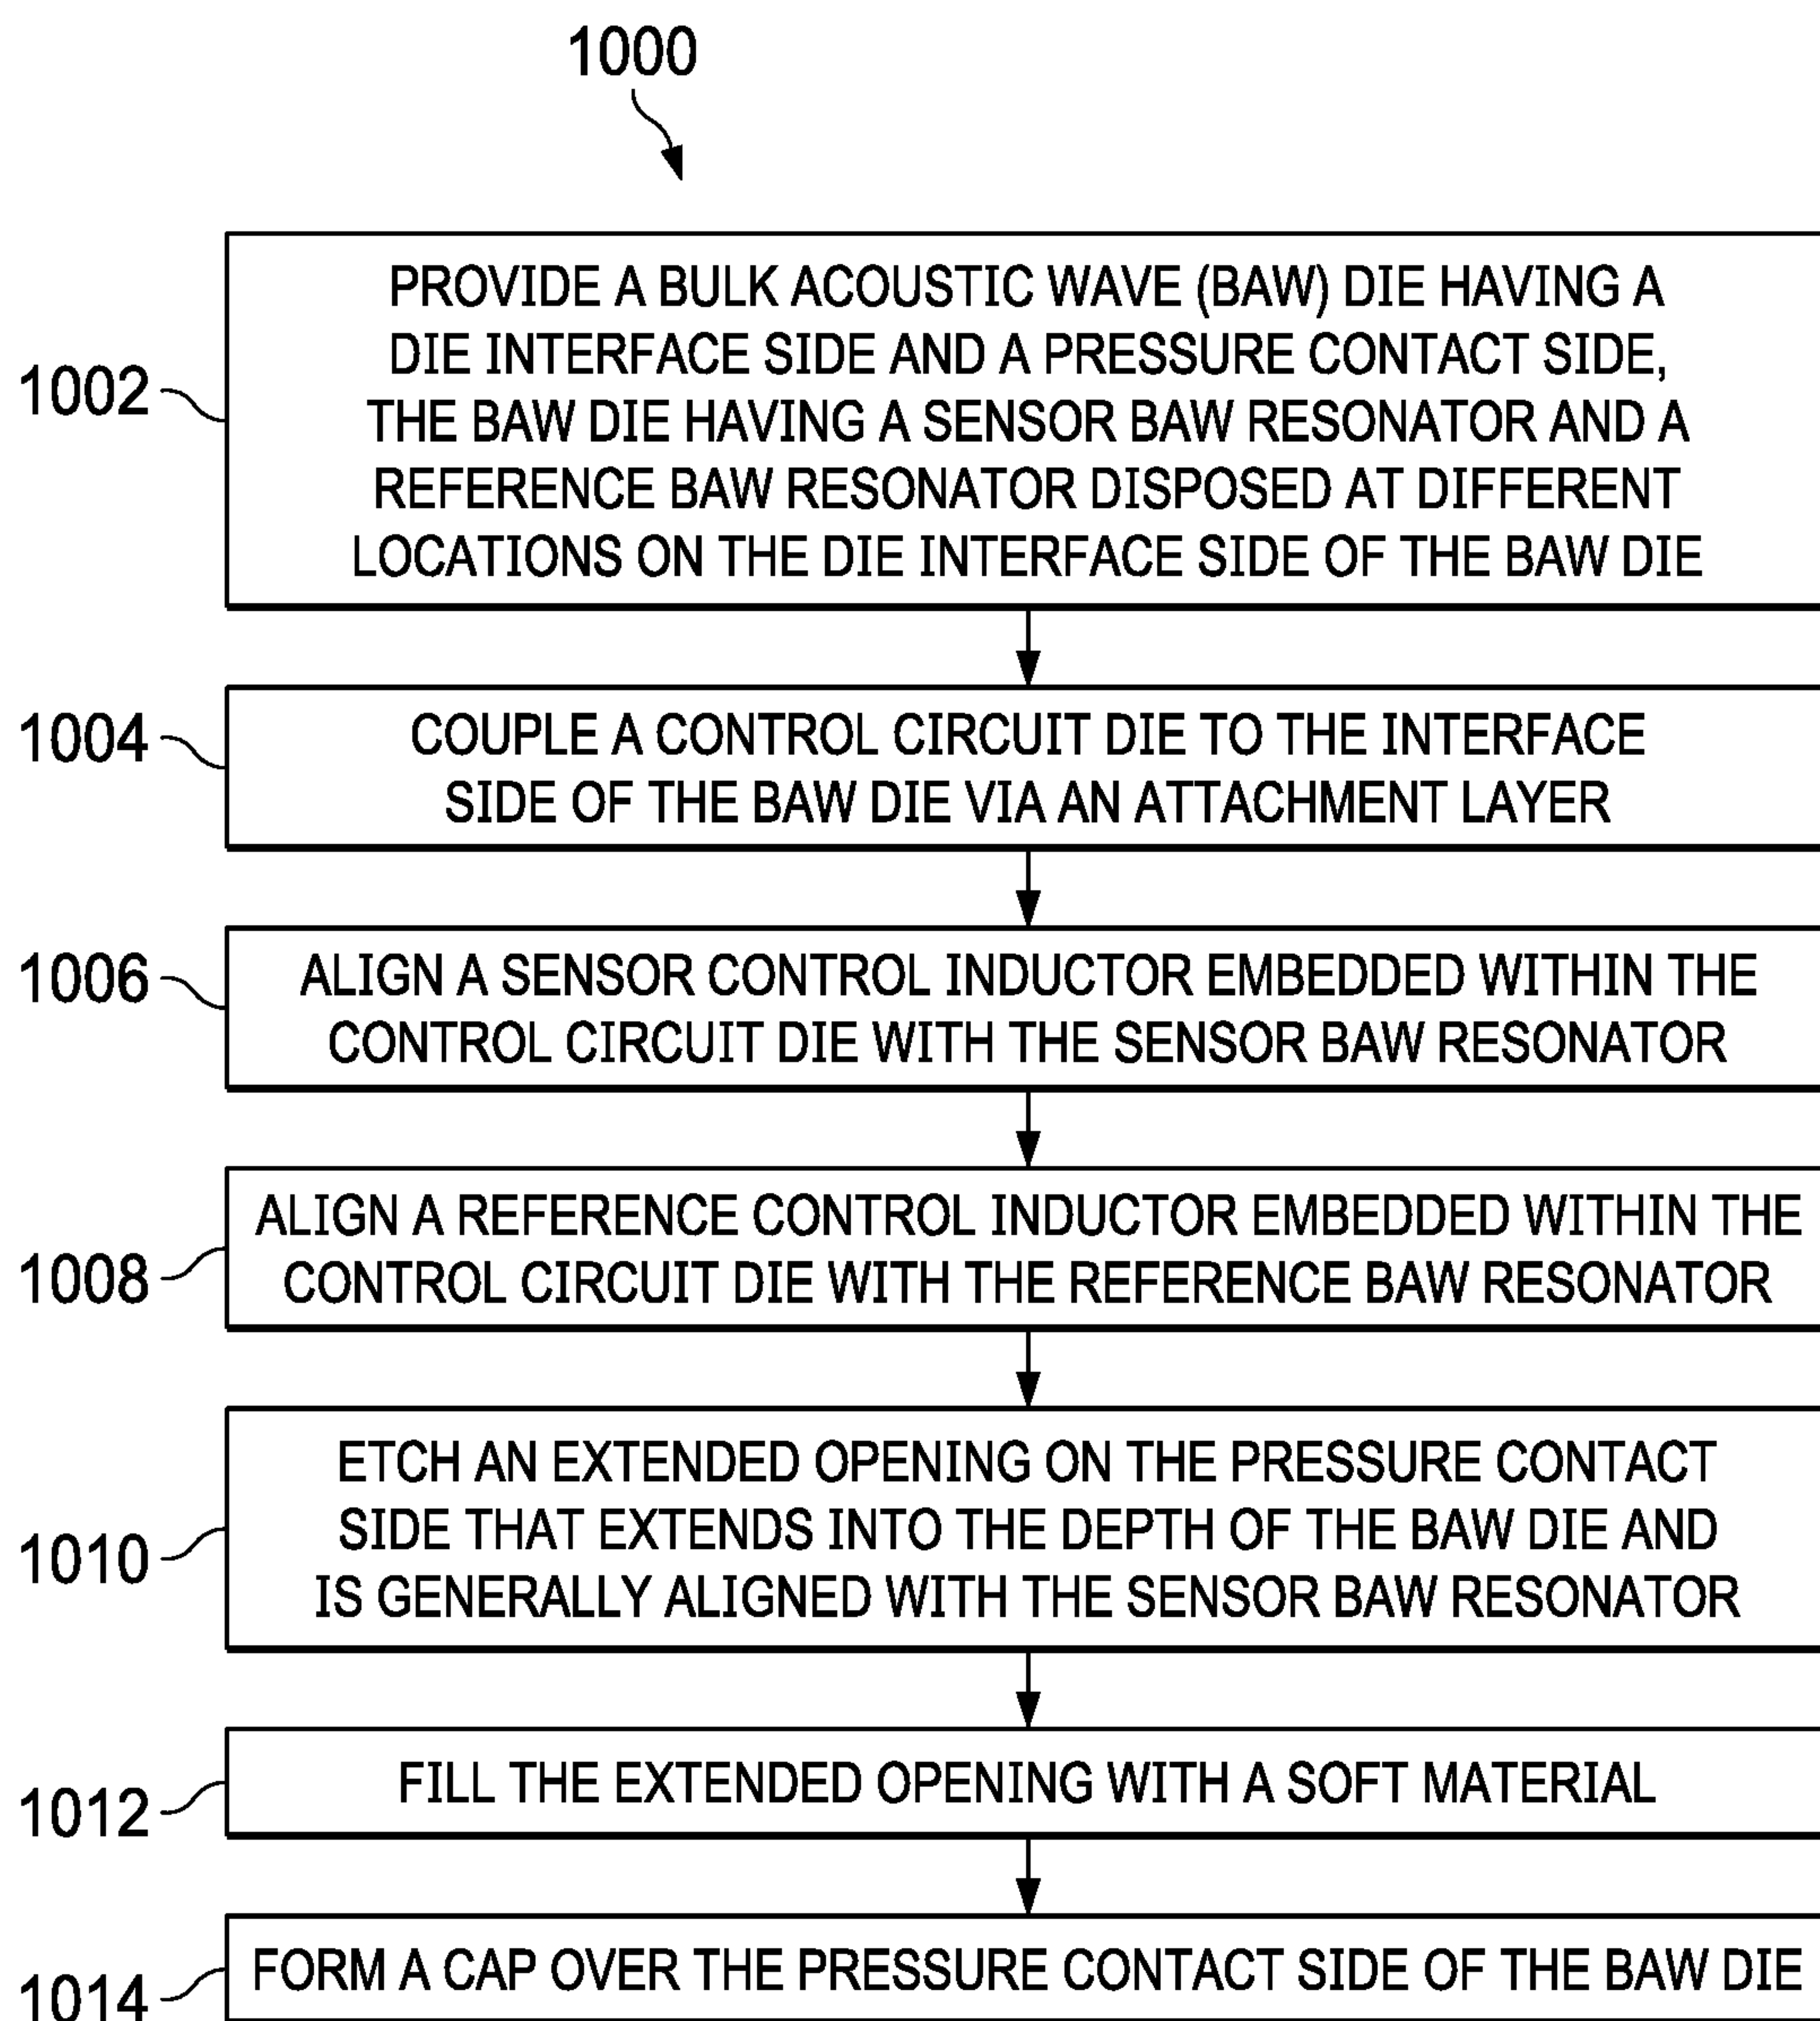 1000
1002
PROVIDE A BULK ACOUSTIC WAVE (BAW) DIE HAVING A
DIE INTERFACE SIDE AND A PRESSURE CONTACT SIDE,
THE BAW DIE HAVING A SENSOR BAW RESONATOR AND A
REFERENCE BAW RESONATOR DISPOSED AT DIFFERENT
LOCATIONS ON THE DIE INTERFACE SIDE OF THE BAW DIE
1004
COUPLE A CONTROL CIRCUIT DIE TO THE INTERFACE
SIDE OF THE BAW DIE VIA AN ATTACHMENT LAYER
1006
ALIGN A SENSOR CONTROL INDUCTOR EMBEDDED WITHIN THE
CONTROL CIRCUIT DIE WITH THE SENSOR BAW RESONATOR
1008
ALIGN A REFERENCE CONTROL INDUCTOR EMBEDDED WITHIN THE
CONTROL CIRCUIT DIE WITH THE REFERENCE BAW RESONATOR
1010
ETCH AN EXTENDED OPENING ON THE PRESSURE CONTACT
SIDE THAT EXTENDS INTO THE DEPTH OF THE BAW DIE AND
IS GENERALLY ALIGNED WITH THE SENSOR BAW RESONATOR
1012
FILL THE EXTENDED OPENING WITH A SOFT MATERIAL
1014
FORM A CAP OVER THE PRESSURE CONTACT SIDE OF THE BAW DIE